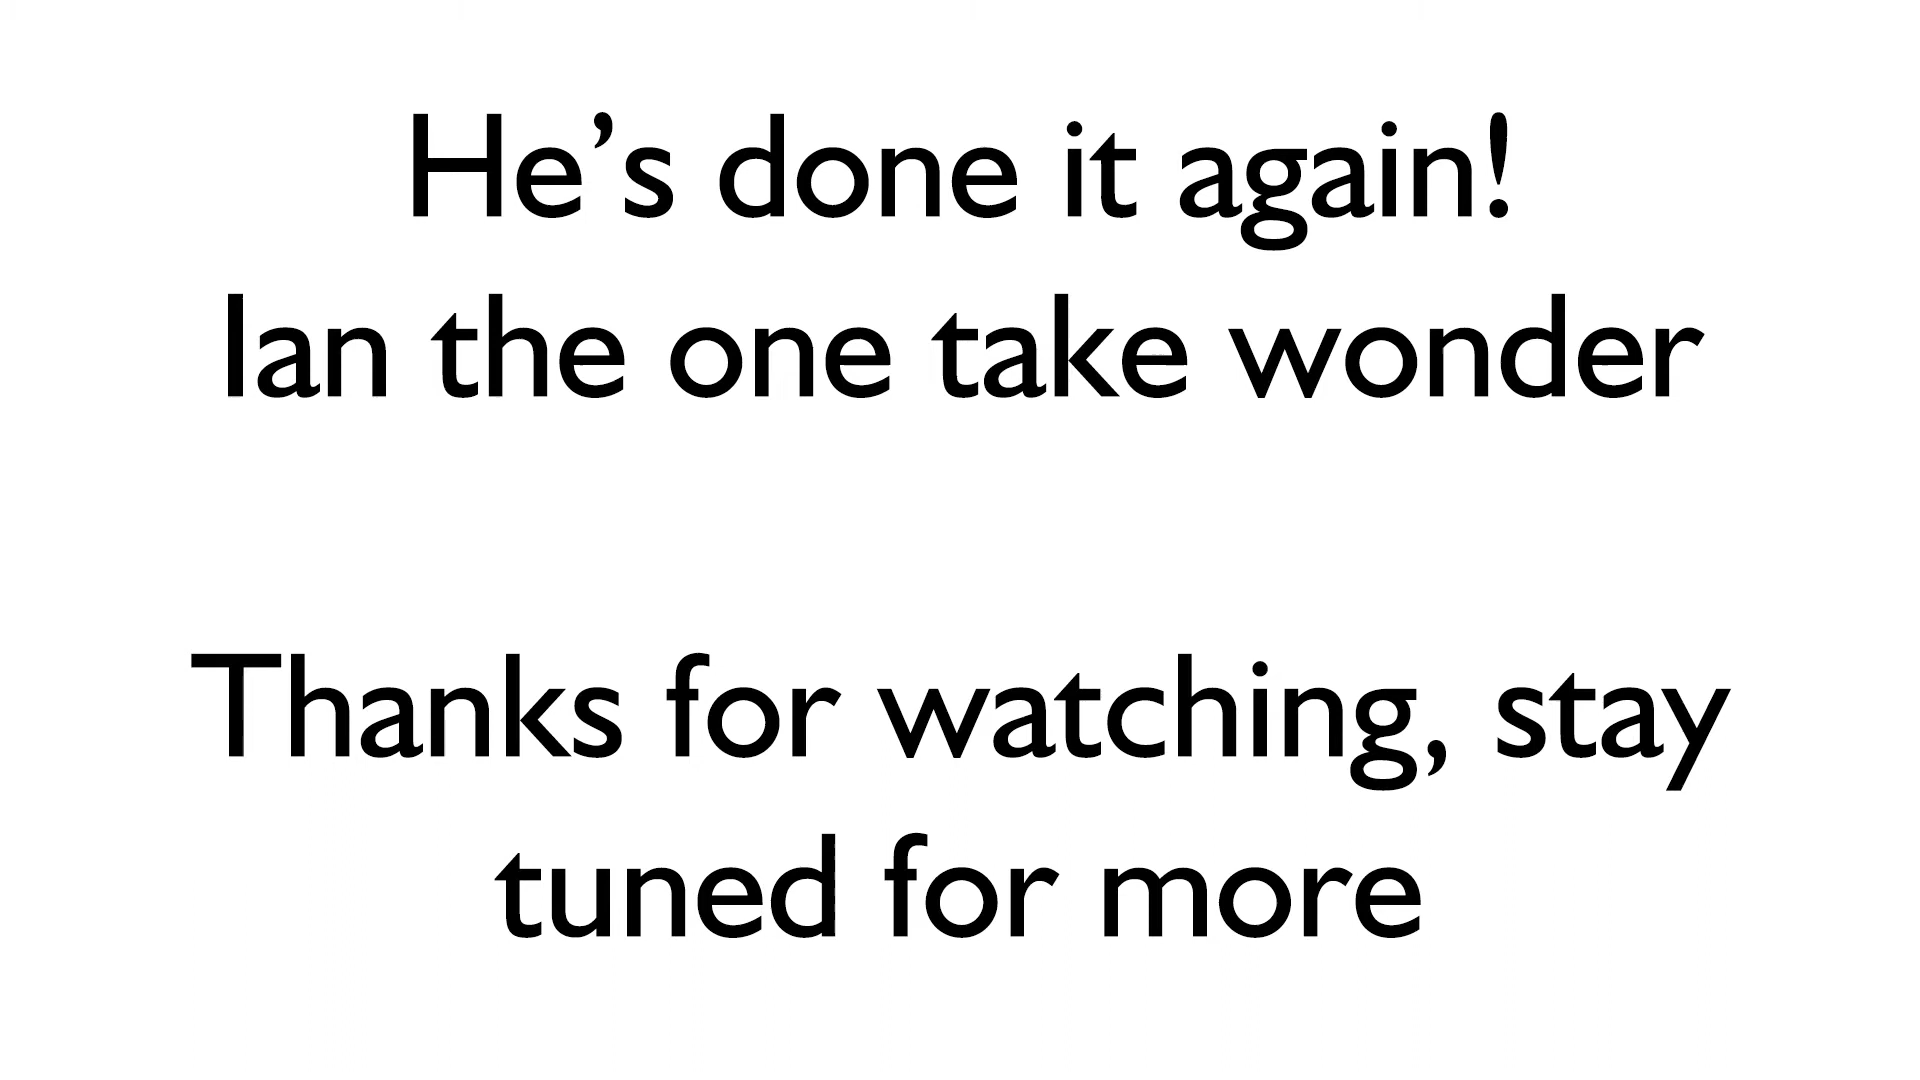 He’s done it again!
Ian the one take wonder
Thanks for watching, stay
tuned for more